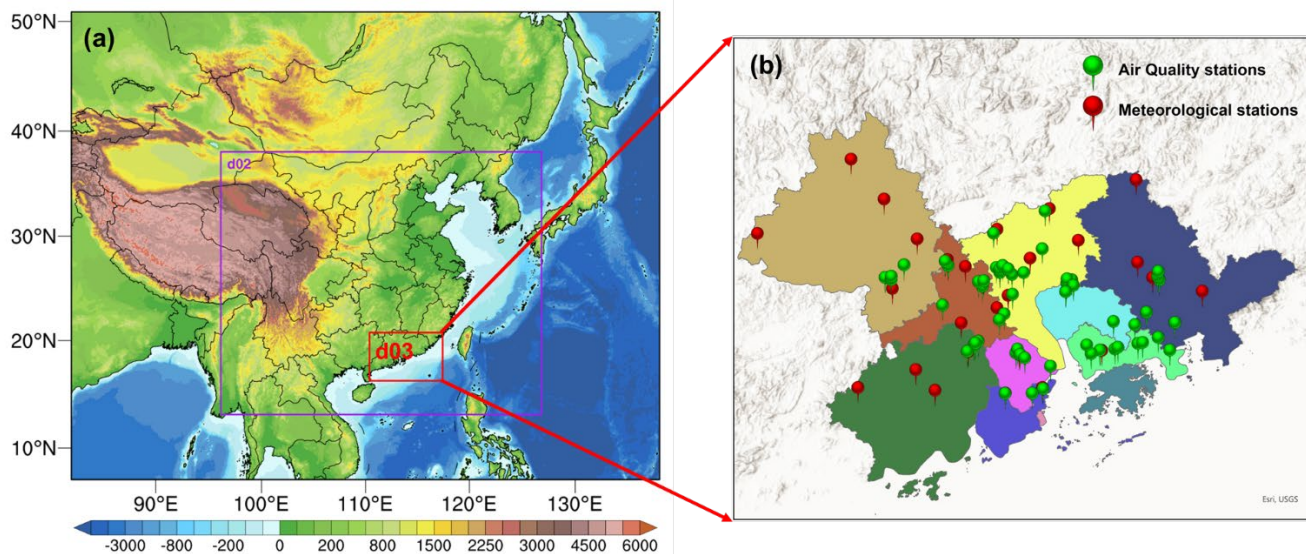 (a)
50°N
40°N
30°N
20°N
10°N
d02
d03
90°E 100°E 110°E 120°E 130°E
-3000 -800 -200 0 200 800 1500 2250 3000 4500 6000
(b)
Air Quality stations
Meteorological stations
Esri, USGS